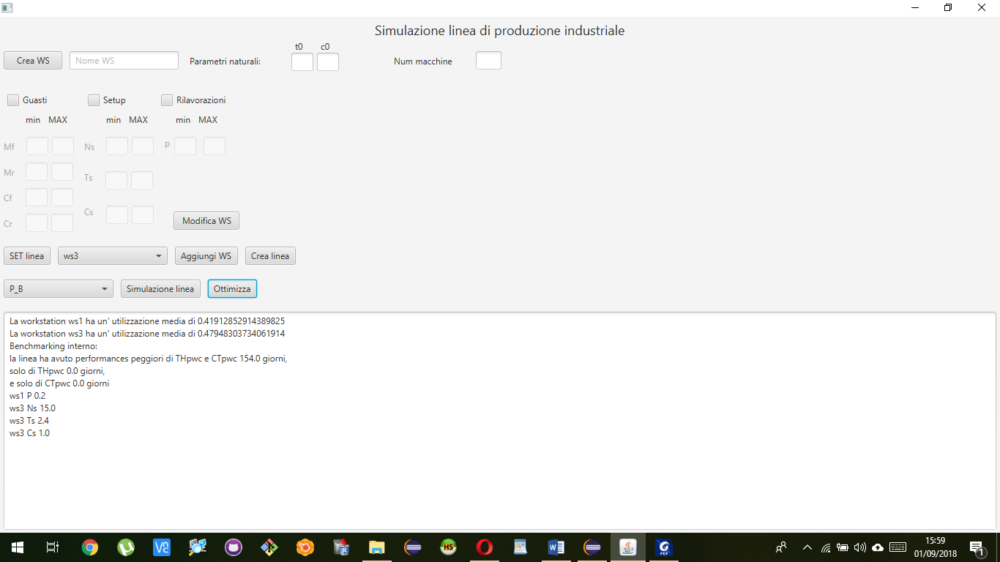 Simulazione linea di produzione industriale
t0 c0
Crea WS Nome WS Parametri naturali: Num macchine
Guasti Setup Rilavorazioni
min MAX min MAX min MAX
Mf Ns p
Mr Ts
Cf
Cs
Cr Modifica WS
SET linea ws3 Aggiungi WS Crea linea
P_B Simulazione linea Ottimizza
La workstation ws1 ha un' utilizzazione media di 0.41912852914389825
La workstation ws3 ha un' utilizzazione media di 0.47948303734061914
Benchmarking interno:
la linea ha avuto performances peggiori di THpwc e CTpwc 154.0 giorni,
solo di THpwc 0.0 giorni,
e solo di CTpwc 0.0 giorni
ws1 P 0.2
ws3 Ns 15.0
ws3 Ts 2.4
ws3 Cs 1.0
15:59
01/09/2018